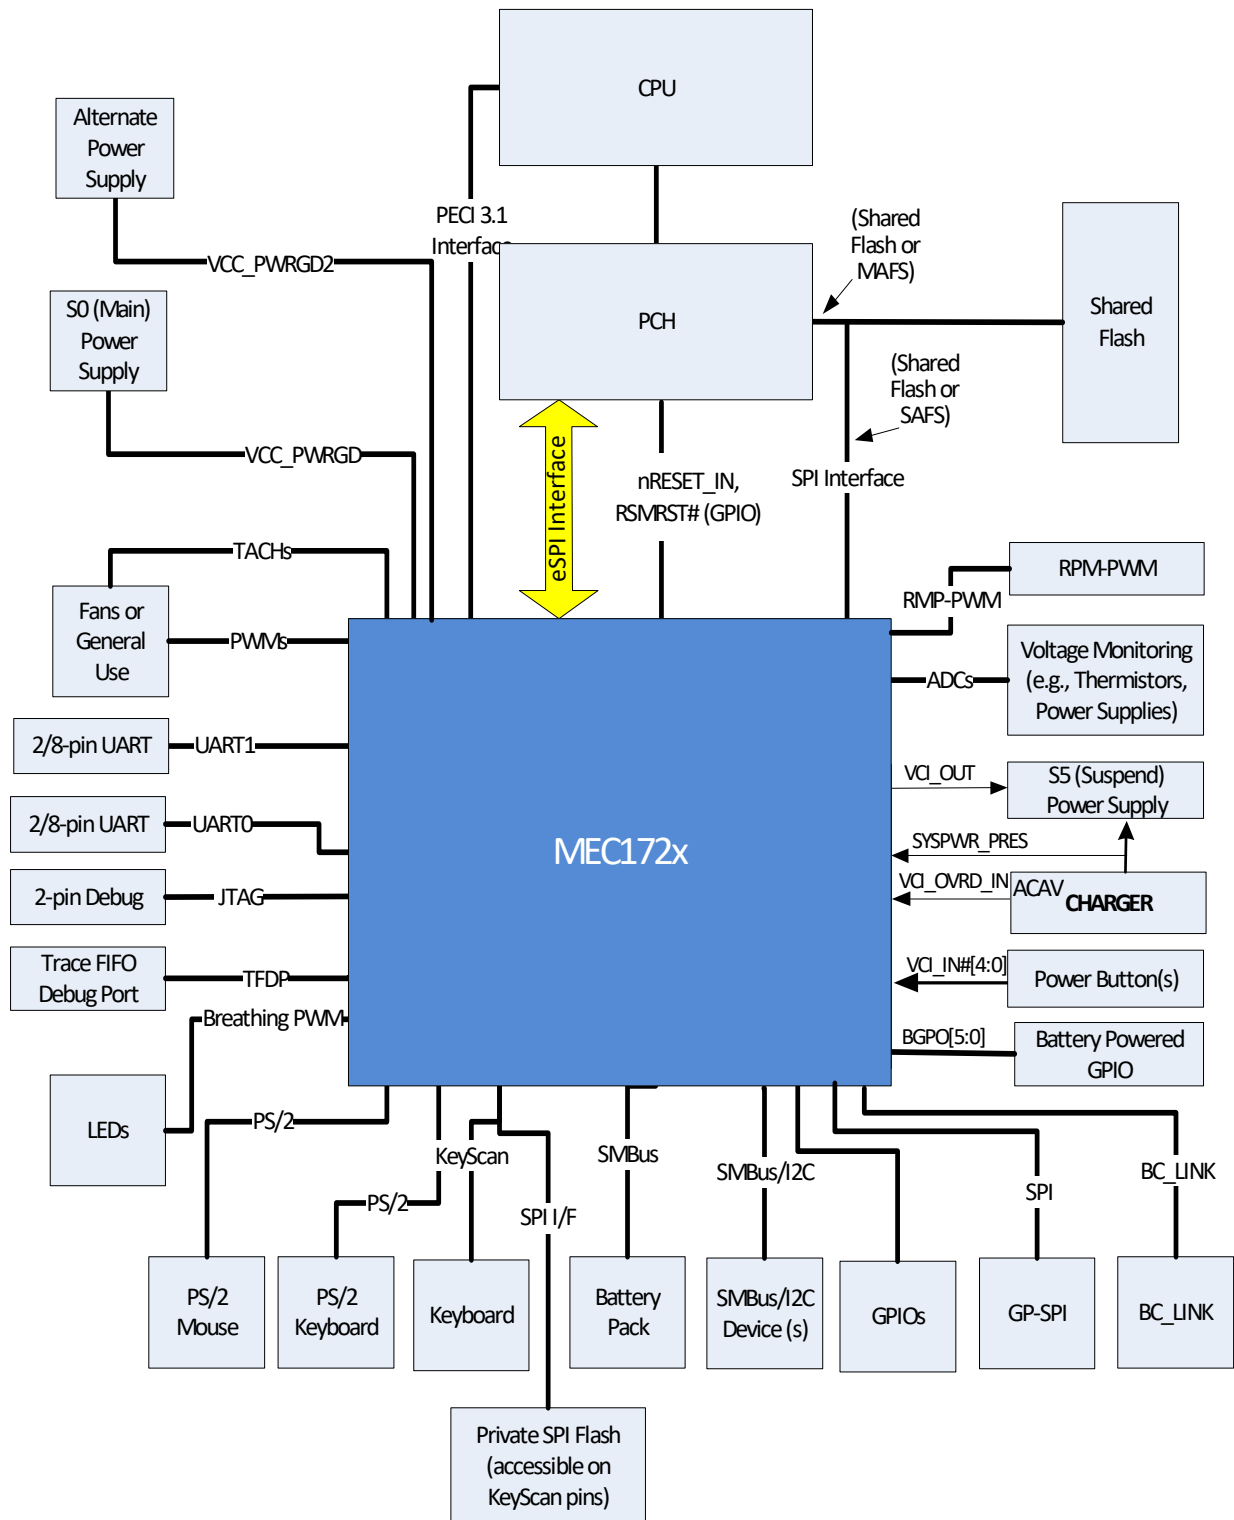 CPU
Alternate
Power
Supply
PECI 3.1
Interface
(Shared
Flash or
MAFS)
VCC_PWRGD2
S0 (Main)
Power
Supply
PCH
Shared
Flash
(Shared
Flash or
SAFS)
VCC_PWRGD
eSPI Interface
nRESET_IN,
RSMRST# (GPIO)
SPI Interface
TACHs
RPM-PWM
RMP-PWM
Fans or
General
Use
PWMs
ADCs
Voltage Monitoring
(e.g., Thermistors,
Power Supplies)
2/8-pin UART
UART1
VCI_OUT
S5 (Suspend)
Power Supply
2/8-pin UART
UART0
MEC172x
SYSPWR_PRES
2-pin Debug
JTAG
VCI_OVRD_IN
ACAV
CHARGER
Trace FIFO
Debug Port
TFDP
VCI_IN#[4:0]
Power Button(s)
Breathing PWM
BGPO[5:0]
Battery Powered
GPIO
LEDs
PS/2
KeyScan
SMBus
SMBus/I2C
SPI
BC_LINK
PS/2
SPI I/F
PS/2
Mouse
PS/2
Keyboard
Keyboard
Battery
Pack
SMBus/I2C
Device (s)
GPIOs
GP-SPI
BC_LINK
Private SPI Flash
(accessible on
KeyScan pins)